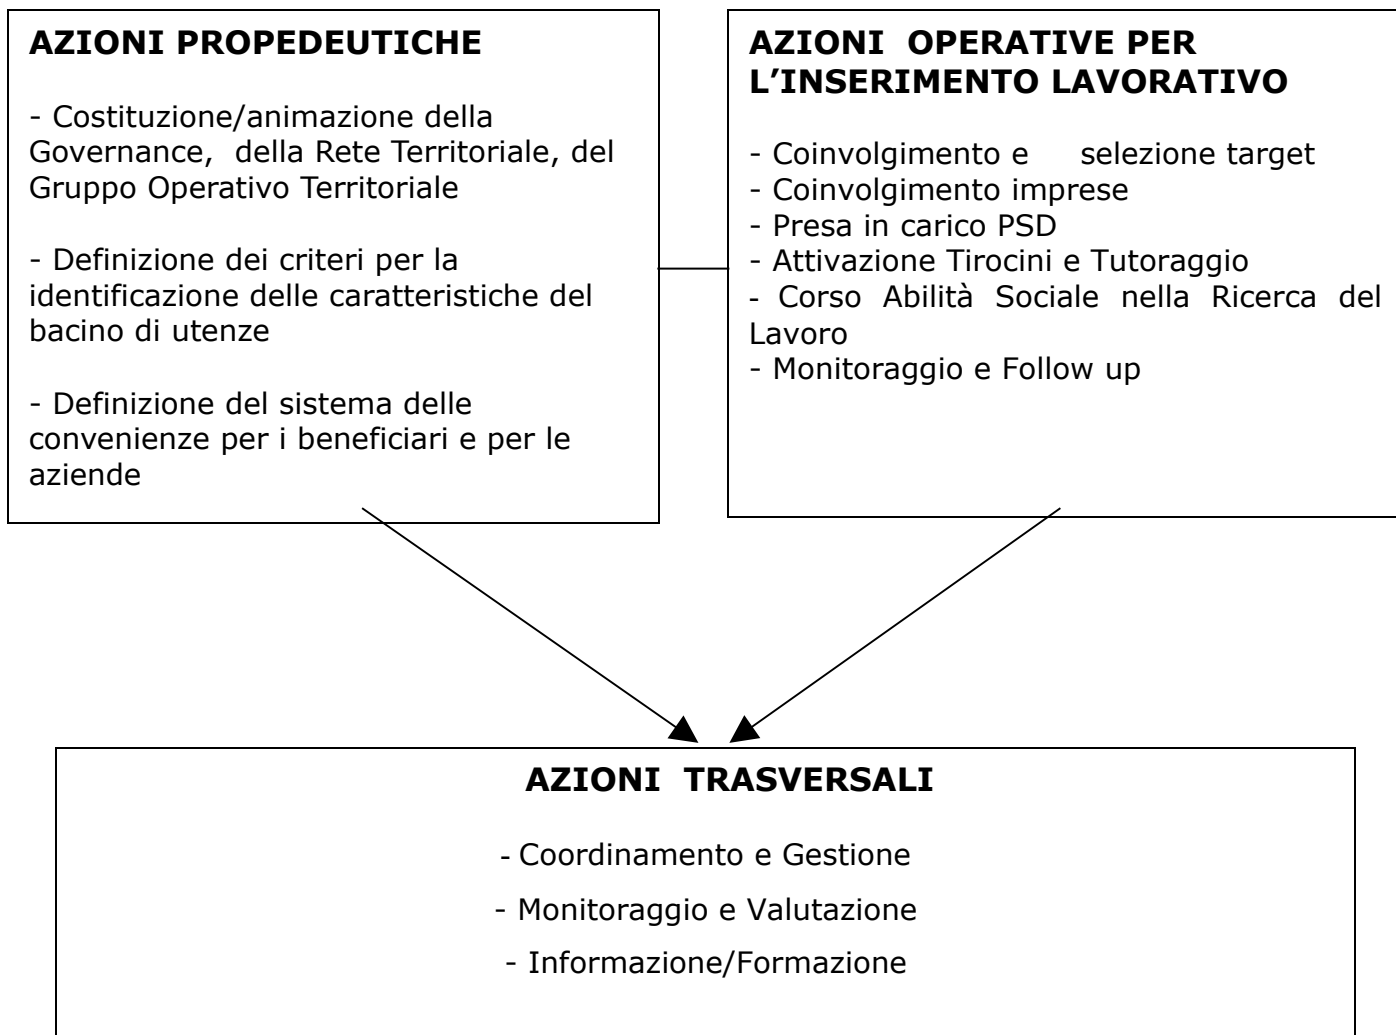 AZIONI PROPEDEUTICHE
- Costituzione/animazione della
Governance, della Rete Territoriale, del
Gruppo Operativo Territoriale
- Definizione dei criteri per la
identificazione delle caratteristiche del
bacino di utenze
- Definizione del sistema delle
convenienze per i beneficiari e per le
aziende
AZIONI OPERATIVE PER
L’INSERIMENTO LAVORATIVO
- Coinvolgimento e selezione target
- Coinvolgimento imprese
- Presa in carico PSD
- Attivazione Tirocini e Tutoraggio
- Corso Abilità Sociale nella Ricerca del
Lavoro
- Monitoraggio e Follow up
AZIONI TRASVERSALI
- Coordinamento e Gestione
- Monitoraggio e Valutazione
- Informazione/Formazione